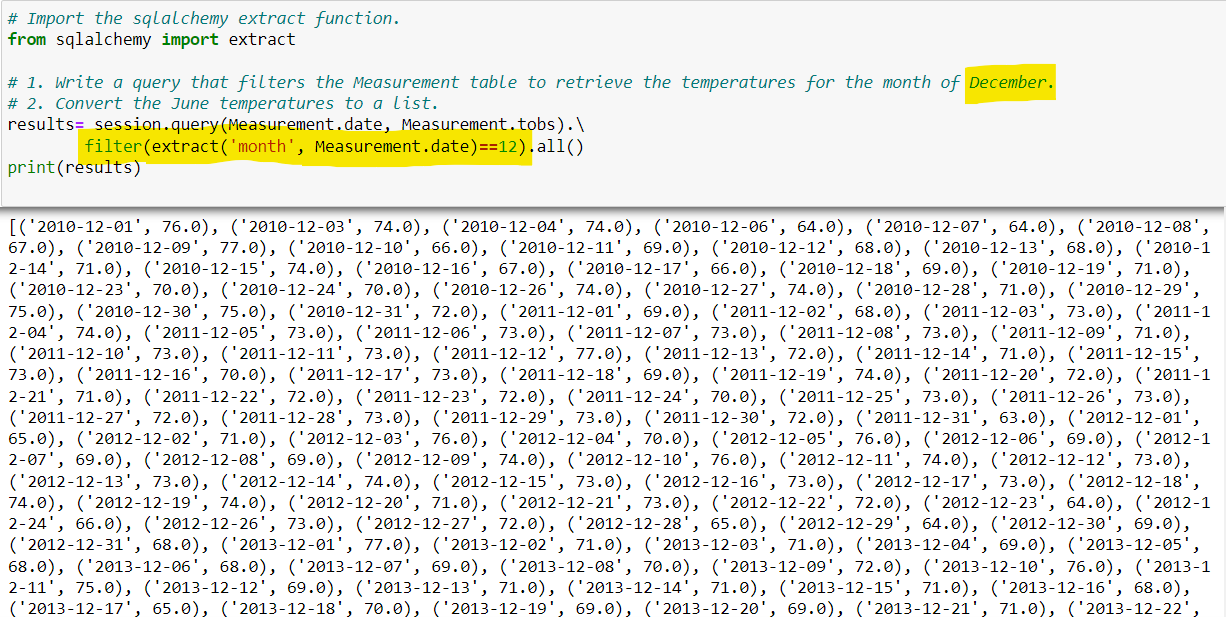 # Import the sqlalchemy extract function.
from sqlalchemy import extract
# 1. Write a query that filters the Measurement table to retrieve the temperatures for the month of December.
# 2. Convert the June temperatures to a list.
results= session.query(Measurement.date, Measurement.tobs).\
filter(extract('month', Measurement.date)==12).all()
print(results)
[('2010-12-01', 76.0), ('2010-12-03', 74.0), ('2010-12-04', 74.0), ('2010-12-06', 64.0), ('2010-12-07', 64.0), ('2010-12-08',
67.0), ('2010-12-09', 77.0), ('2010-12-10', 66.0), ('2010-12-11', 69.0), ('2010-12-12', 68.0), ('2010-12-13', 68.0), ('2010-1
2-14', 71.0), ('2010-12-15', 74.0), ('2010-12-16', 67.0), ('2010-12-17', 66.0), ('2010-12-18', 69.0), ('2010-12-19', 71.0),
('2010-12-23', 70.0), ('2010-12-24', 70.0), ('2010-12-26', 74.0), ('2010-12-27', 74.0), ('2010-12-28', 71.0), ('2010-12-29',
75.0), ('2010-12-30', 75.0), ('2010-12-31', 72.0), ('2011-12-01', 69.0), ('2011-12-02', 68.0), ('2011-12-03', 73.0), ('2011-1
2-04', 74.0), ('2011-12-05', 73.0), ('2011-12-06', 73.0), ('2011-12-07', 73.0), ('2011-12-08', 73.0), ('2011-12-09', 71.0),
('2011-12-10', 73.0), ('2011-12-11', 73.0), ('2011-12-12', 77.0), ('2011-12-13', 72.0), ('2011-12-14', 71.0), ('2011-12-15',
73.0), ('2011-12-16', 70.0), ('2011-12-17', 73.0), ('2011-12-18', 69.0), ('2011-12-19', 74.0), ('2011-12-20', 72.0), ('2011-1
2-21', 71.0), ('2011-12-22', 72.0), ('2011-12-23', 72.0), ('2011-12-24', 70.0), ('2011-12-25', 73.0), ('2011-12-26', 73.0),
('2011-12-27', 72.0), ('2011-12-28', 73.0), ('2011-12-29', 73.0), ('2011-12-30', 72.0), ('2011-12-31', 63.0), ('2012-12-01',
65.0), ('2012-12-02', 71.0), ('2012-12-03', 76.0), ('2012-12-04', 70.0), ('2012-12-05', 76.0), ('2012-12-06', 69.0), ('2012-1
2-07', 69.0), ('2012-12-08', 69.0), ('2012-12-09', 74.0), ('2012-12-10', 76.0), ('2012-12-11', 74.0), ('2012-12-12', 73.0),
('2012-12-13', 73.0), ('2012-12-14', 74.0), ('2012-12-15', 73.0), ('2012-12-16', 73.0), ('2012-12-17', 73.0), ('2012-12-18',
74.0), ('2012-12-19', 74.0), ('2012-12-20', 71.0), ('2012-12-21', 73.0), ('2012-12-22', 72.0), ('2012-12-23', 64.0), ('2012-1
2-24', 66.0), ('2012-12-26', 73.0), ('2012-12-27', 72.0), ('2012-12-28', 65.0), ('2012-12-29', 64.0), ('2012-12-30', 69.0),
('2012-12-31', 68.0), ('2013-12-01', 77.0), ('2013-12-02', 71.0), ('2013-12-03', 71.0), ('2013-12-04', 69.0), ('2013-12-05',
68.0), ('2013-12-06', 68.0), ('2013-12-07', 69.0), ('2013-12-08', 70.0), ('2013-12-09', 72.0), ('2013-12-10', 76.0), ('2013-1
2-11', 75.0), ('2013-12-12', 69.0), ('2013-12-13', 71.0), ('2013-12-14', 71.0), ('2013-12-15', 71.0), ('2013-12-16', 68.0),
('2013-12-17', 65.0), ('2013-12-18', 70.0), ('2013-12-19', 69.0), ('2013-12-20', 69.0), ('2013-12-21', 71.0), ('2013-12-22',